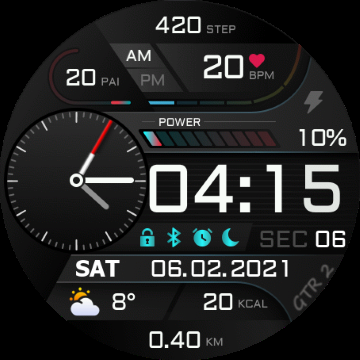 420 STEP
AM
PM
20 PAI
20 BPM
POWER
10%
04:15
SEC 06
SAT 06.02.2021
8° 20 KCAL
GTR 2
0.40 KM